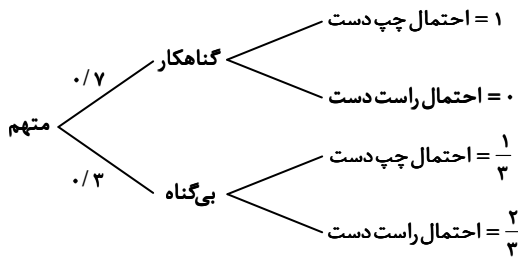 احتمال چپ دست = ۱
گناهکار
۰/۷
احتمال راست دست = ۰
متهم
احتمال چپ دست = ۱/۳
۰/۳
بی‌گناه
احتمال راست دست = ۲/۳